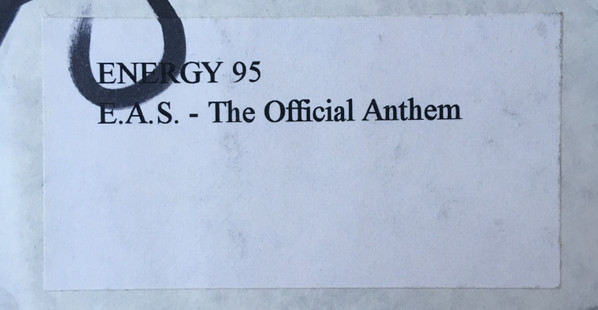 ENERGY 95
E.A.S. - The Official Anthem